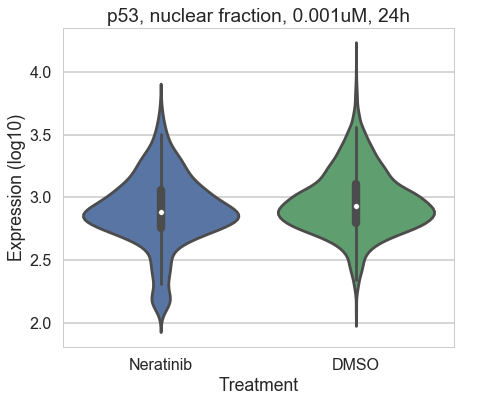 p53, nuclear fraction, 0.001uM, 24h
Expression (log10)
4.0
3.5
3.0
2.5
2.0
Neratinib DMSO
Treatment